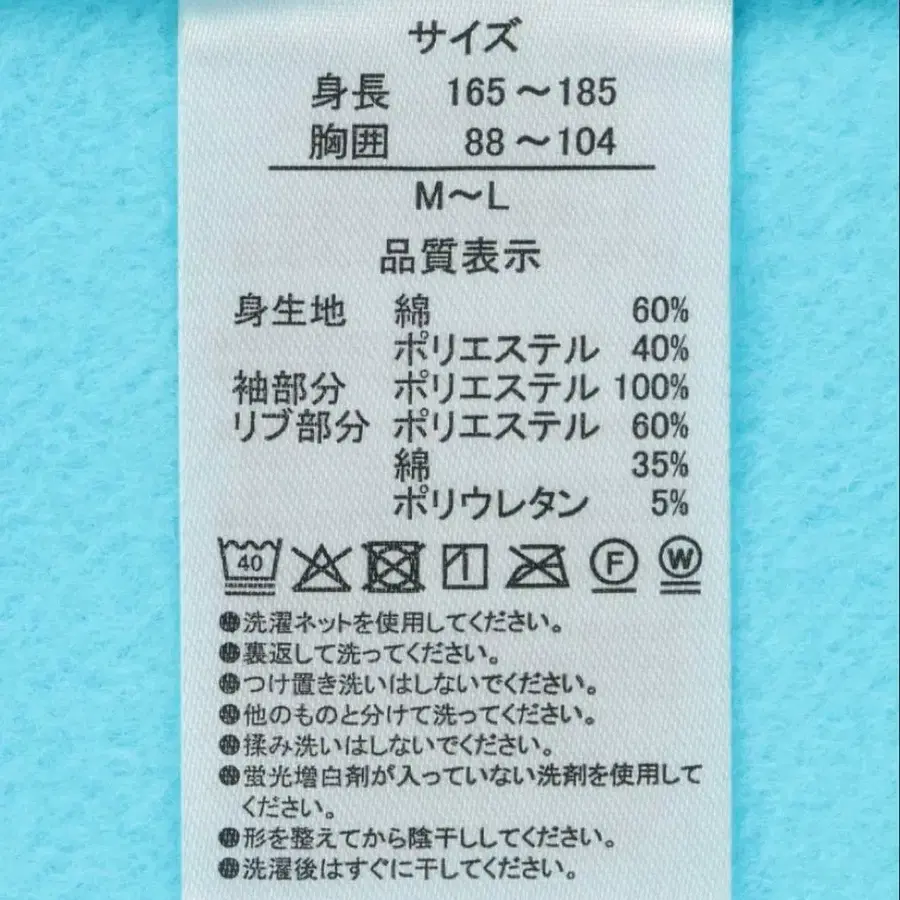 サイズ
身長 165～185
胸囲 88～104
M～L
品質表示
身生地 綿 60%
ポリエステル 40%
袖部分 ポリエステル 100%
リブ部分 ポリエステル 60%
綿 35%
ポリウレタン 5%
40 F W
●洗濯ネットを使用してください。
●裏返して洗ってください。
●つけ置き洗いはしないでください。
●他のものと分けて洗ってください。
●揉み洗いはしないでください。
●蛍光増白剤が入っていない洗剤を使用して
ください。
●形を整えてから陰干ししてください。
●洗濯後はすぐに干してください。